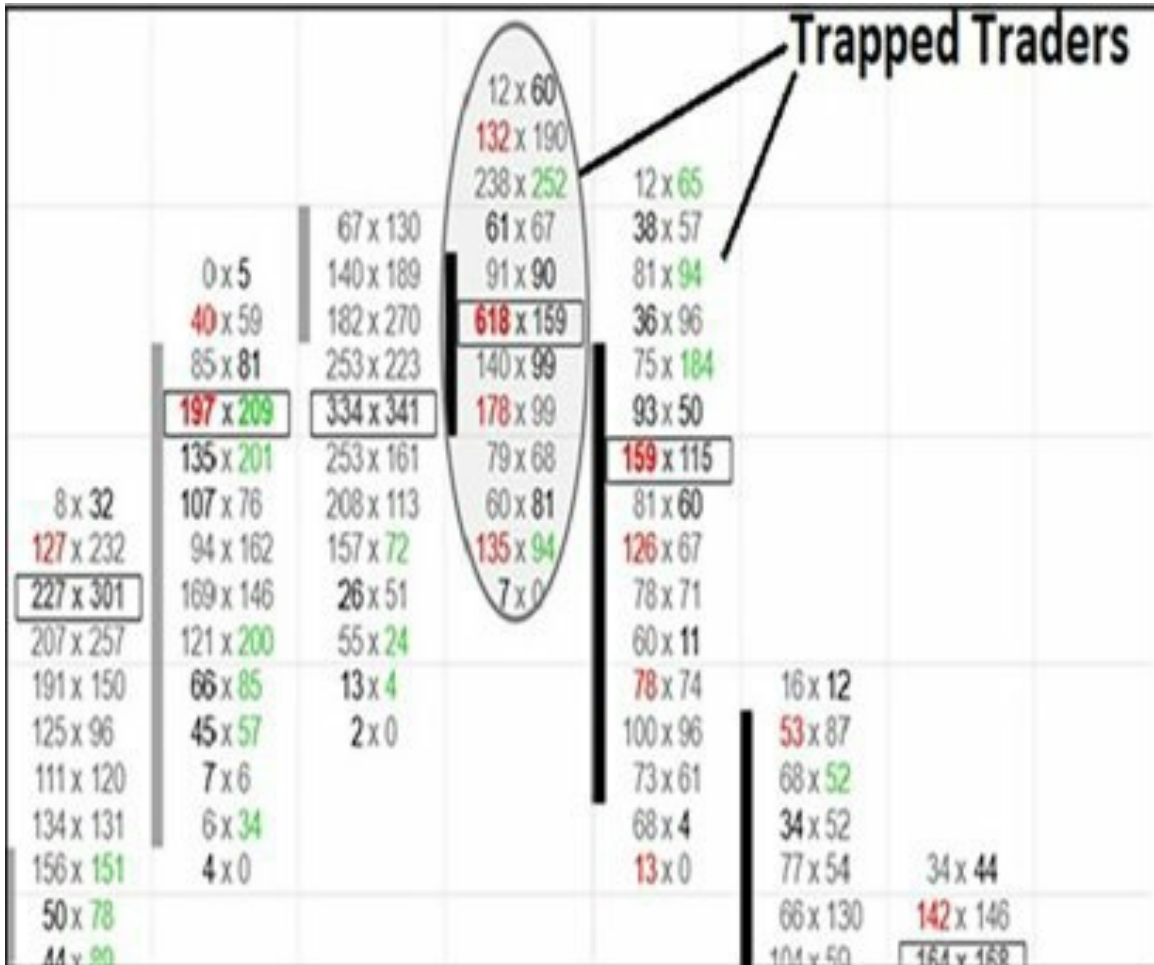 Trapped Traders
8 x 32
127 x 232
227 x 301
207 x 257
191 x 150
125 x 96
111 x 120
134 x 131
156 x 151
50 x 78
44 x 89
0 x 5
40 x 59
85 x 81
197 x 209
135 x 201
107 x 76
94 x 162
169 x 146
121 x 200
66 x 85
45 x 57
7 x 6
6 x 34
4 x 0
67 x 130
140 x 189
182 x 270
253 x 223
334 x 341
253 x 161
208 x 113
157 x 72
26 x 51
55 x 24
13 x 4
2 x 0
12 x 60
132 x 190
238 x 252
61 x 67
91 x 90
618 x 159
140 x 99
178 x 99
79 x 68
60 x 81
135 x 94
7 x 0
12 x 65
38 x 57
81 x 94
36 x 96
75 x 184
93 x 50
159 x 115
81 x 60
126 x 67
78 x 71
60 x 11
78 x 74
100 x 96
73 x 61
68 x 4
13 x 0
16 x 12
53 x 87
68 x 52
34 x 52
77 x 54
66 x 130
104 x 59
34 x 44
142 x 146
164 x 168